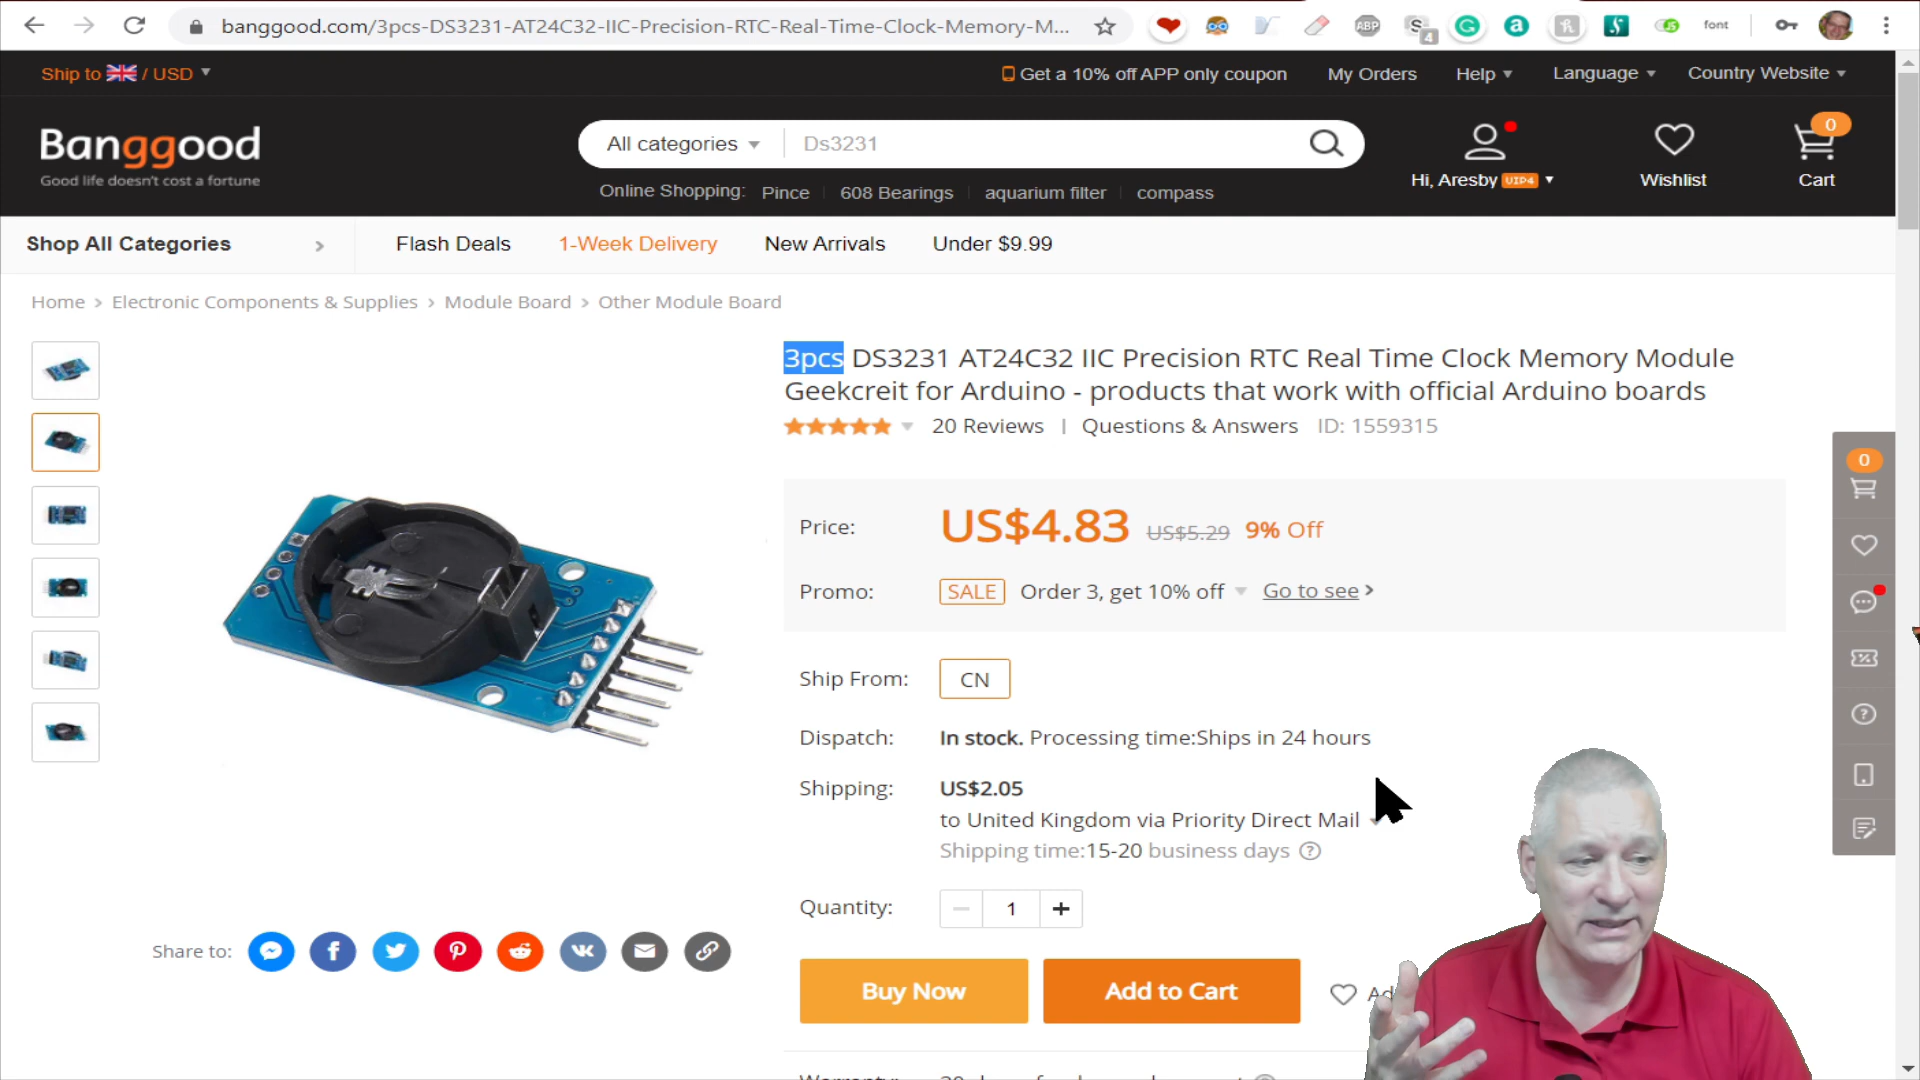 banggood.com/3pcs-DS3231-AT24C32-IIC-Precision-RTC-Real-Time-Clock-Memory-M...
ABP
S
4
G
a
h
JS
font
Ship to / USD
Get a 10% off APP only coupon
My Orders
Help
Language
Country Website
Banggood
Good life doesn't cost a fortune
All categories
Ds3231
Online Shopping:
Pince
608 Bearings
aquarium filter
compass
Hi, Aresby VIP4
Wishlist
0
Cart
Shop All Categories
Flash Deals
1-Week Delivery
New Arrivals
Under $9.99
Home > Electronic Components & Supplies > Module Board > Other Module Board
3pcs DS3231 AT24C32 IIC Precision RTC Real Time Clock Memory Module
Geekcreit for Arduino - products that work with official Arduino boards
20 Reviews | Questions & Answers ID: 1559315
0
Price: US$4.83 US$5.29 9% Off
Promo: SALE Order 3, get 10% off Go to see >
Ship From: CN
Dispatch: In stock. Processing time:Ships in 24 hours
Shipping: US$2.05
to United Kingdom via Priority Direct Mail
Shipping time:15-20 business days ?
Quantity: − 1 +
Share to:
Buy Now
Add to Cart